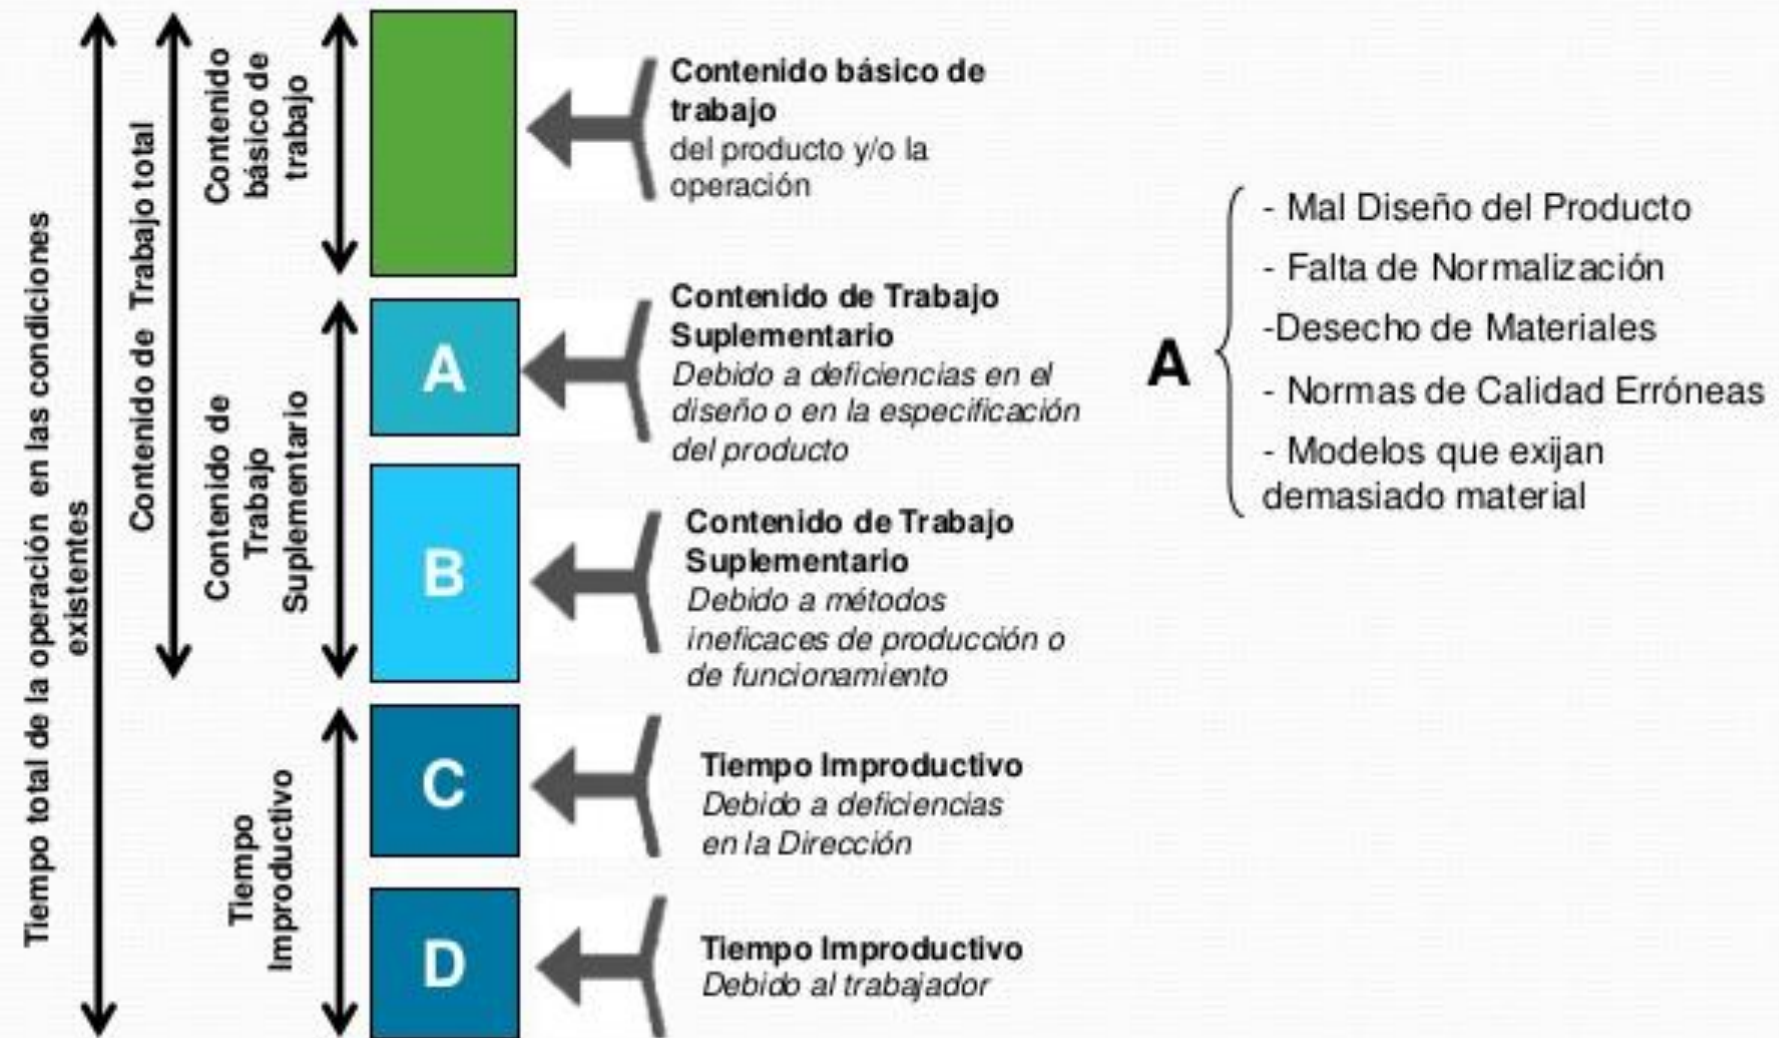 Tiempo total de la operación en las condiciones
existentes
Contenido de Trabajo total
Contenido
básico de
trabajo
Contenido de
Trabajo
Suplementario
Tiempo
Improductivo
Contenido básico de
trabajo
del producto y/o la
operación
A
Contenido de Trabajo
Suplementario
Debido a deficiencias en el
diseño o en la especificación
del producto
B
Contenido de Trabajo
Suplementario
Debido a métodos
ineficaces de producción o
de funcionamiento
C
Tiempo Improductivo
Debido a deficiencias
en la Dirección
D
Tiempo Improductivo
Debido al trabajador
A
- Mal Diseño del Producto
- Falta de Normalización
-Desecho de Materiales
- Normas de Calidad Erróneas
- Modelos que exijan
demasiado material